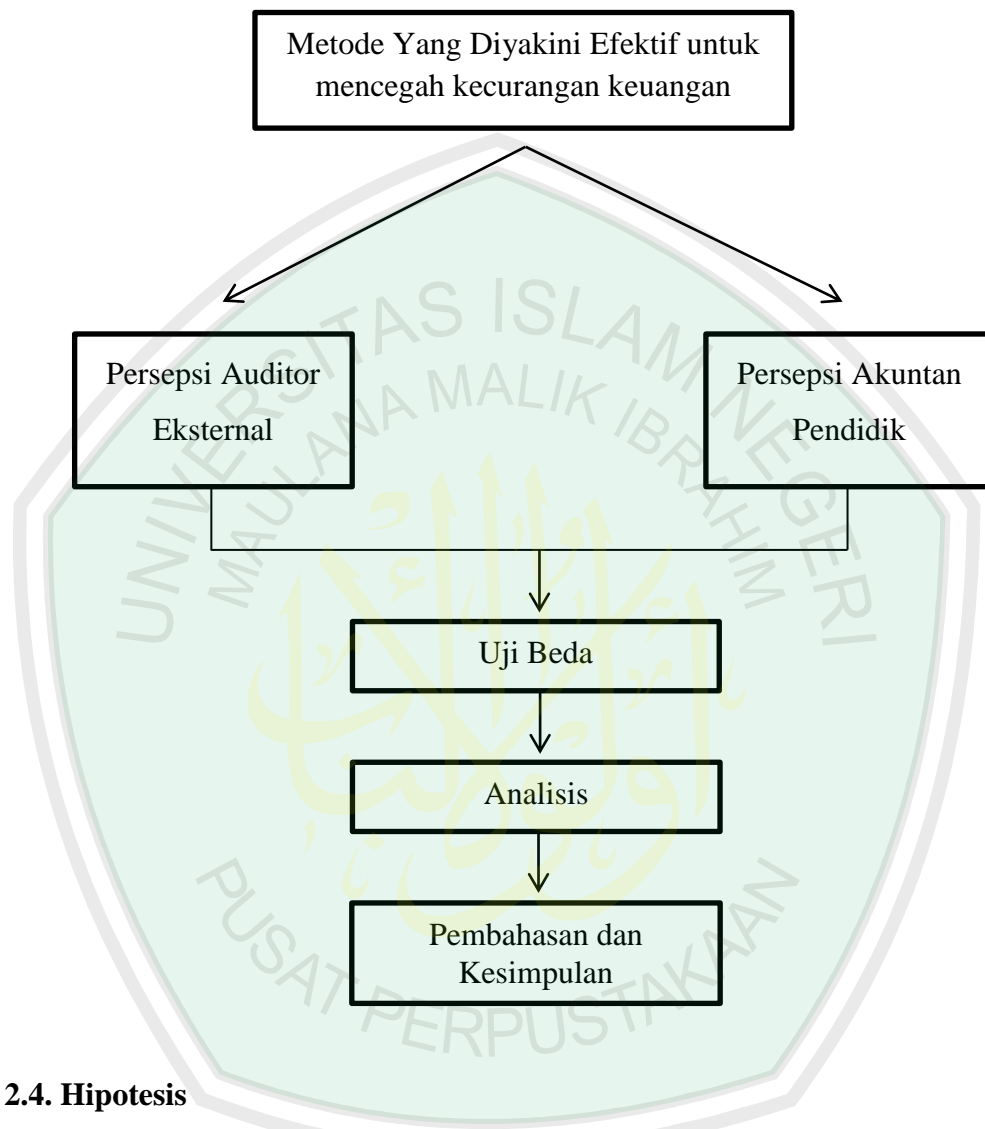 Metode Yang Diyakini Efektif untuk
mencegah kecurangan keuangan
Persepsi Auditor
Eksternal
Persepsi Akuntan
Pendidik
UNIVERSITAS ISLAM NEGERI
MAULANA MALIK IBRAHIM
Uji Beda
Analisis
Pembahasan dan
Kesimpulan
PUSAT PERPUSTAKAAN
2.4. Hipotesis